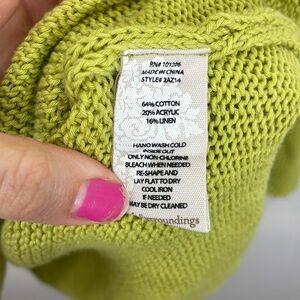 RN# 101206
MADE IN CHINA
STYLE# 2AZ14
64% COTTON
20% ACRYLIC
16% LINEN
HAND WASH COLD
INSIDE OUT
ONLY NON-CHLORINE
BLEACH WHEN NEEDED
RE-SHAPE AND
LAY FLAT TO DRY
COOL IRON
IF NEEDED
MAY BE DRY CLEANED
roundings